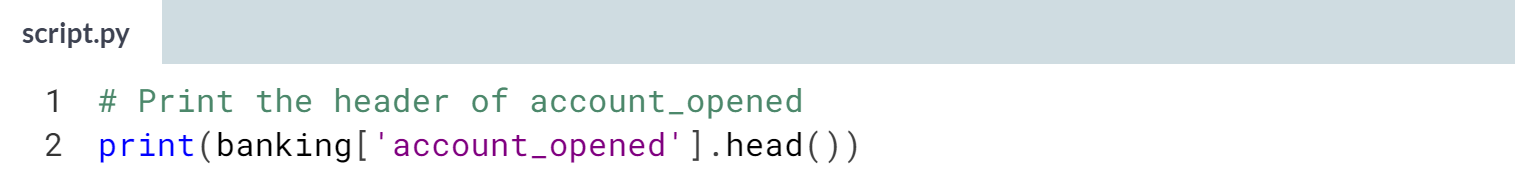 script.py
1 # Print the header of account_opened
2 print(banking['account_opened'].head())